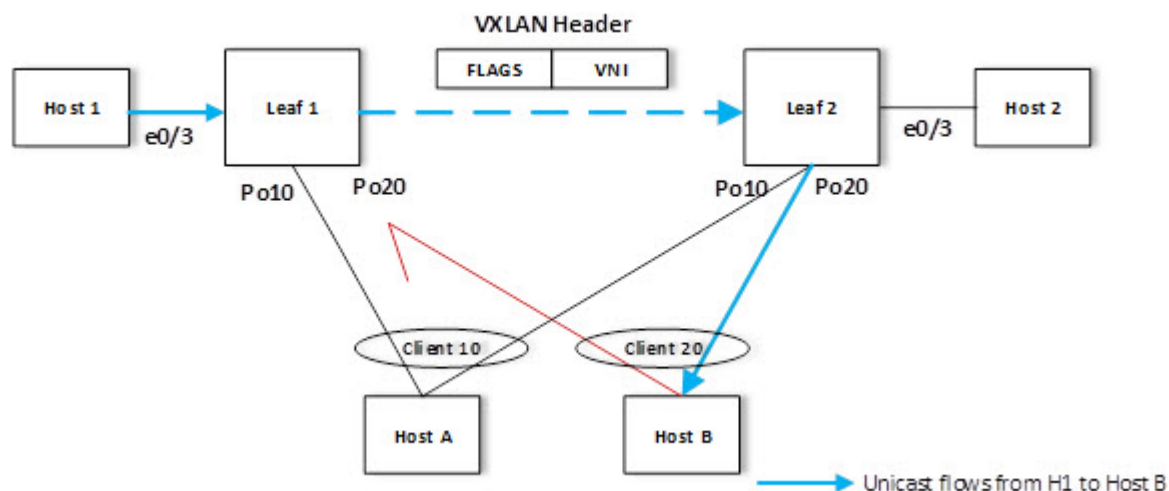 VXLAN Header
FLAGS VNI
Host 1 Leaf 1 Leaf 2 Host 2
e0/3 e0/3
Po10 Po20 Po10 Po20
Client 10 Client 20
Host A Host B
Unicast flows from H1 to Host B